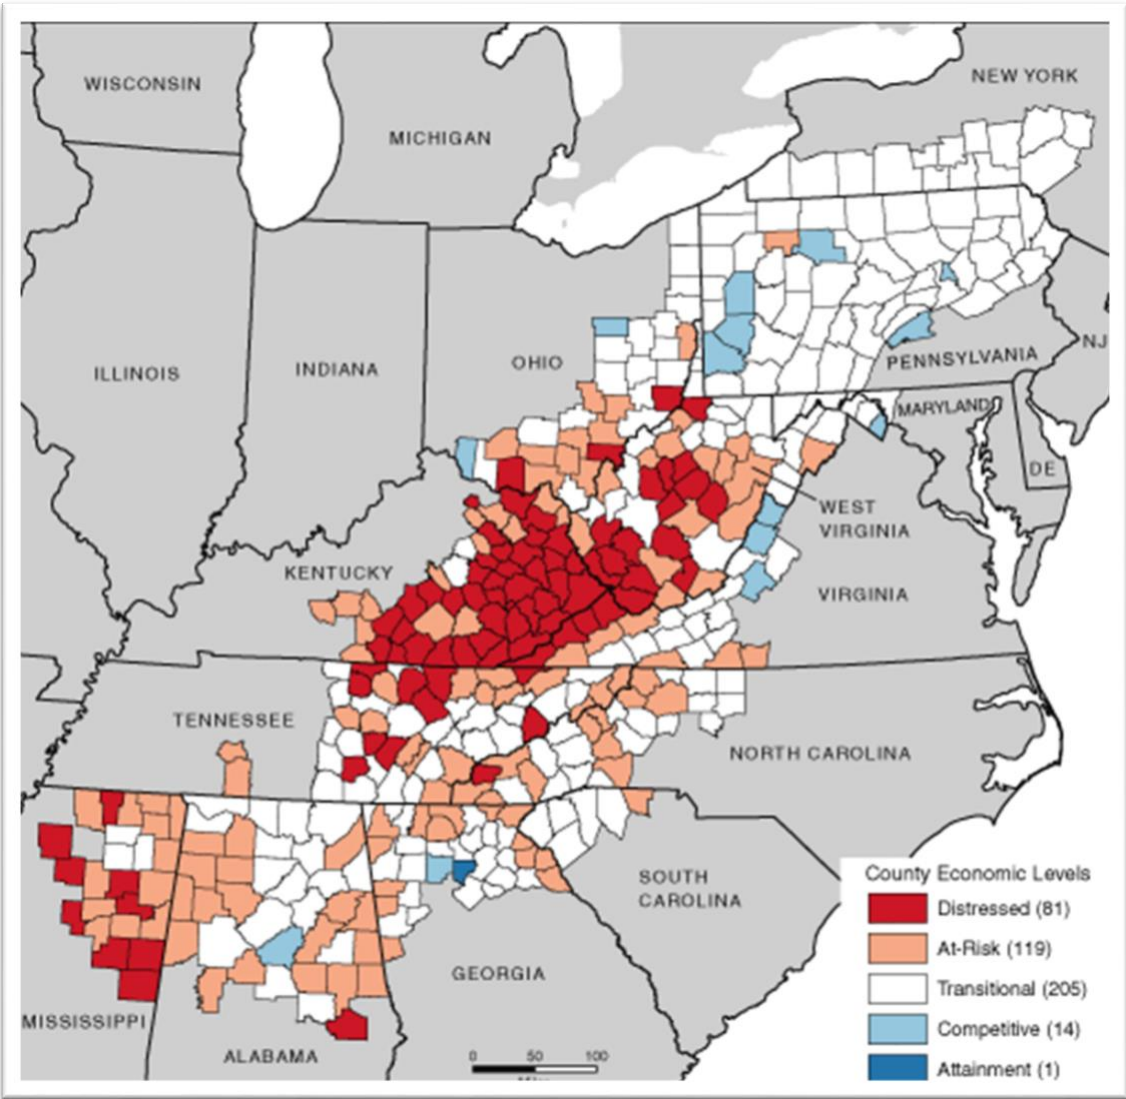 WISCONSIN
MICHIGAN
NEW YORK
ILLINOIS
INDIANA
OHIO
PENNSYLVANIA
NJ
MARYLAND
DE
WEST
VIRGINIA
KENTUCKY
VIRGINIA
TENNESSEE
NORTH CAROLINA
SOUTH
CAROLINA
GEORGIA
MISSISSIPPI
ALABAMA
0 50 100
County Economic Levels
Distressed (81)
At-Risk (119)
Transitional (205)
Competitive (14)
Attainment (1)